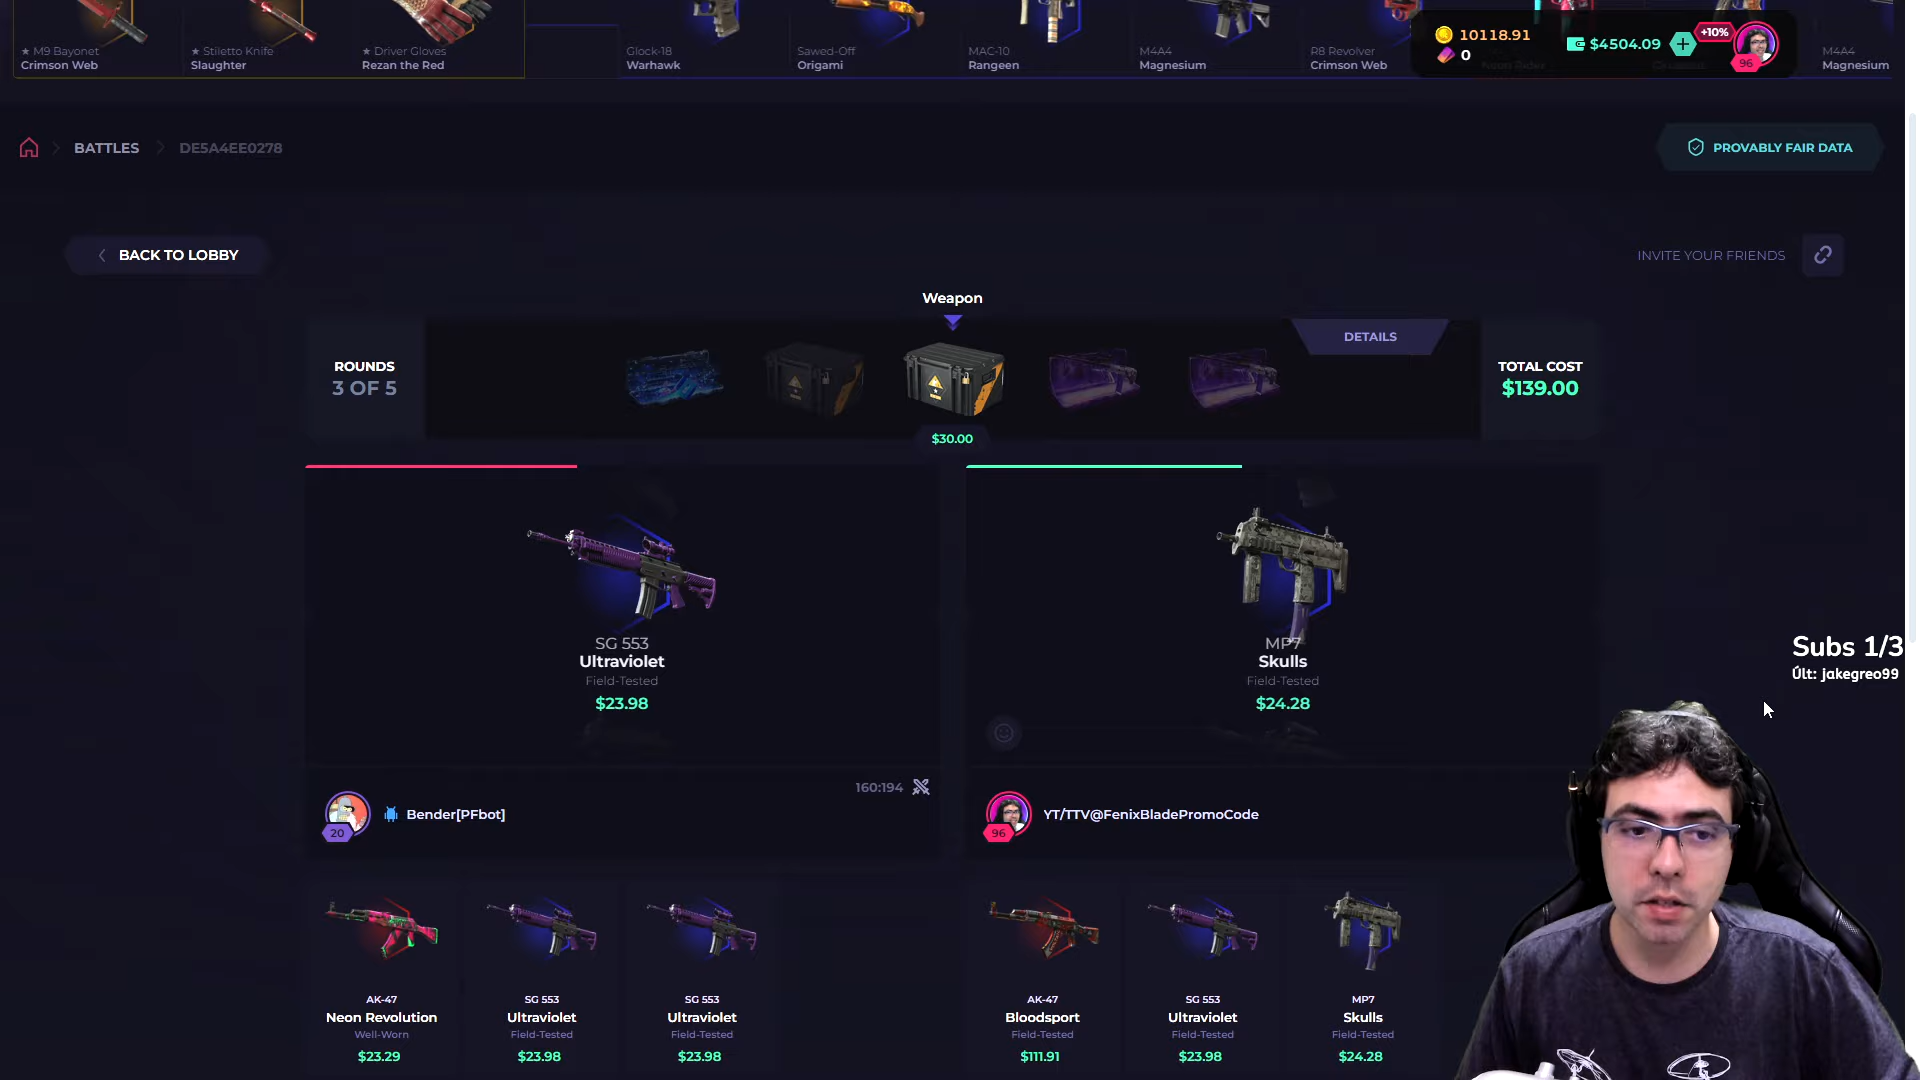 ★ M9 Bayonet
Crimson Web
★ Stiletto Knife
Slaughter
★ Driver Gloves
Rezan the Red
Glock-18
Warhawk
Sawed-Off
Origami
MAC-10
Rangeen
M4A4
Magnesium
R8 Revolver
Crimson Web
M4A4
Magnesium
10118.91
0
$4504.09
+10%
96
BATTLES
DE5A4EE0278
PROVABLY FAIR DATA
BACK TO LOBBY
INVITE YOUR FRIENDS
Weapon
ROUNDS
3 OF 5
DETAILS
TOTAL COST
$139.00
$30.00
SG 553
Ultraviolet
Field-Tested
$23.98
MP7
Skulls
Field-Tested
$24.28
Subs 1/3
Últ: jakegreo99
160:194
20
Bender[PFbot]
96
YT/TTV@FenixBladePromoCode
AK-47
Neon Revolution
Well-Worn
$23.29
SG 553
Ultraviolet
Field-Tested
$23.98
SG 553
Ultraviolet
Field-Tested
$23.98
AK-47
Bloodsport
Field-Tested
$111.91
SG 553
Ultraviolet
Field-Tested
$23.98
MP7
Skulls
Field-Tested
$24.28